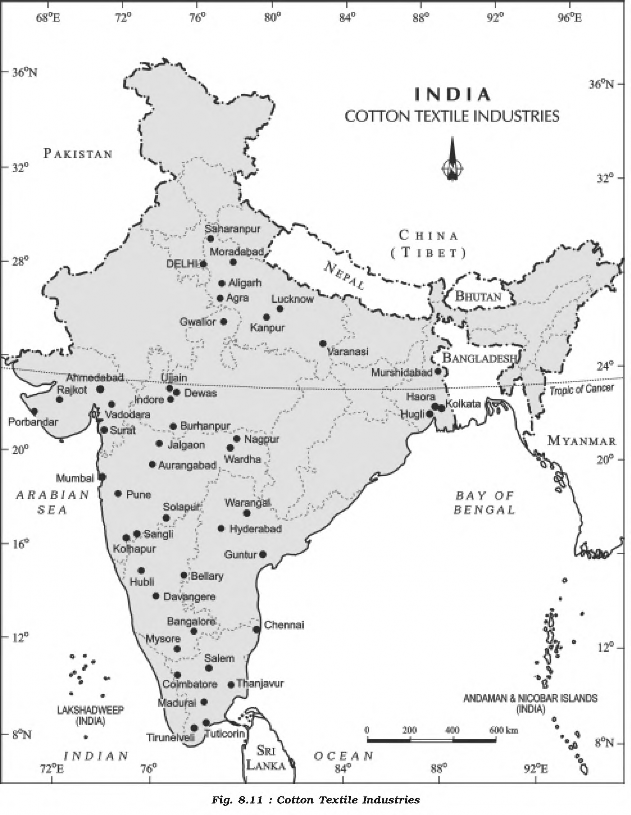 68° 72° 76° 80° 84° 88° 92° 96°E
36°N
36°N
INDIA
COTTON TEXTILE INDUSTRIES
PAKISTAN
N
32°
32°
Saharanpur
CHINA
(TIBET)
Moradabad
28°
DELHI
NEPAL
Aligarh
Agra
Lucknow
BHUTAN
Gwalior
Kanpur
Varanasi
BANGLADESH
Murshidabad
24°
Ahmedabad
Ujjain
Tropic of Cancer
Rajkot
Dewas
Indore
Haora
Kolkata
Porbandar
Vadodara
Hugli
Surat
Burhanpur
Nagpur
MYANMAR
20°
Jalgaon
Wardha
20°
Aurangabad
Mumbai
ARABIAN
SEA
Pune
BAY OF
BENGAL
Solapur
Warangal
Sangli
Hyderabad
16°
Kolhapur
Guntur
Hubli
Bellary
Davangere
Bangalore
Chennai
12°
Mysore
12°
Salem
Coimbatore
Thanjavur
LAKSHADWEEP
(INDIA)
Madurai
ANDAMAN & NICOBAR ISLANDS
(INDIA)
8°N
Tirunelveli
Tuticorin
0 200 400 600 km
8°N
INDIAN
SRI
LANKA
OCEAN
72°E 76° 84° 88° 92°E
Fig. 8.11 : Cotton Textile Industries